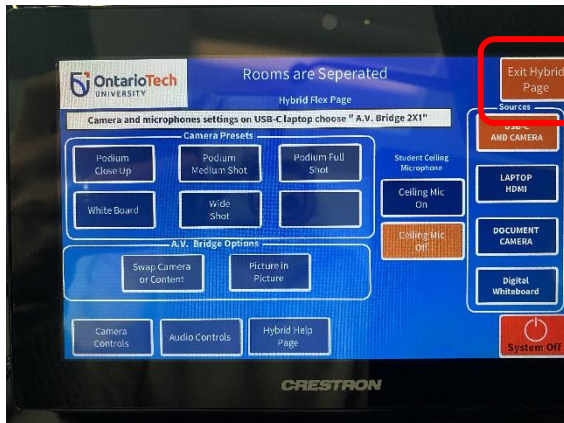 OntarioTech
UNIVERSITY
Rooms are Seperated
Exit Hybrid
Page
Hybrid Flex Page
Camera and microphones settings on USB-C laptop choose " A.V. Bridge 2X1"
Camera Presets
Podium
Close Up
Podium
Medium Shot
Podium Full
Shot
White Board
Wide
Shot
Student Ceiling
Microphone
Ceiling Mic
On
Ceiling Mic
Off
A.V. Bridge Options
Swap Camera
or Content
Picture in
Picture
Sources
USB-C
AND CAMERA
LAPTOP
HDMI
DOCUMENT
CAMERA
Digital
Whiteboard
Camera
Controls
Audio Controls
Hybrid Help
Page
System Off
CRESTRON